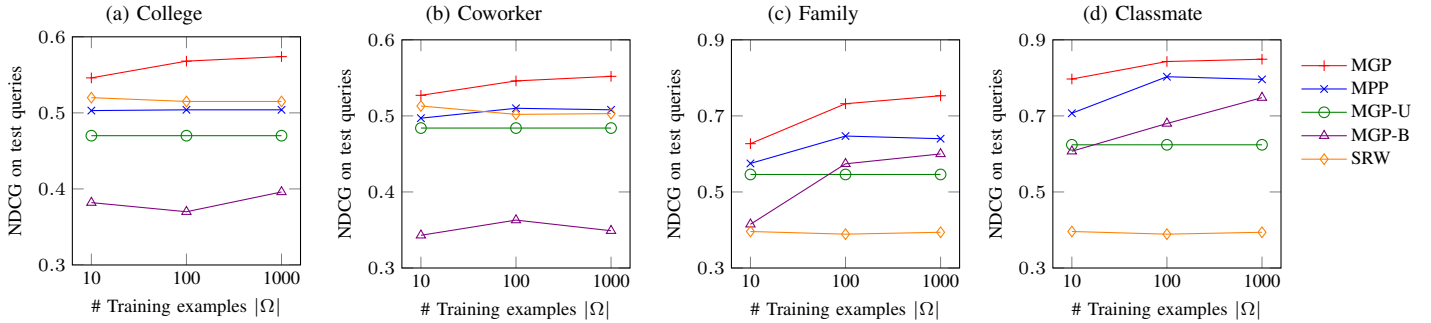 (a) College
NDCG on test queries
0.6
0.5
0.4
0.3
10
100
1000
# Training examples |Ω|
(b) Coworker
NDCG on test queries
0.6
0.5
0.4
0.3
10
100
1000
# Training examples |Ω|
(c) Family
NDCG on test queries
0.9
0.7
0.5
0.3
10
100
1000
# Training examples |Ω|
(d) Classmate
NDCG on test queries
0.9
0.7
0.5
0.3
10
100
1000
# Training examples |Ω|
MGP
MPP
MGP-U
MGP-B
SRW